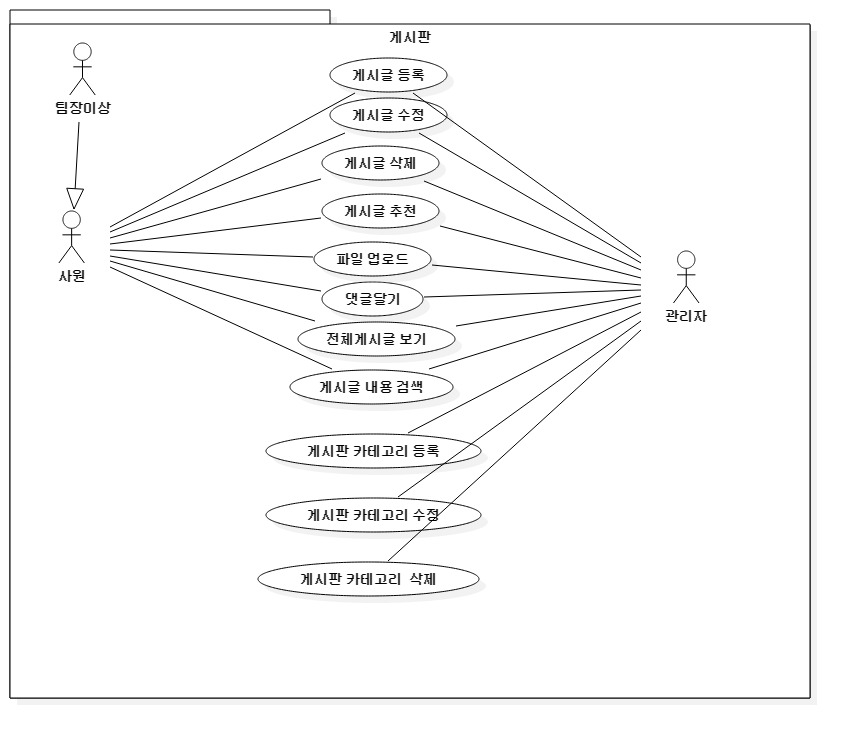 게시판
팀장이상
사원
관리자
게시글 등록
게시글 수정
게시글 삭제
게시글 추천
파일 업로드
댓글달기
전체게시글 보기
게시글 내용 검색
게시판 카테고리 등록
게시판 카테고리 수정
게시판 카테고리 삭제